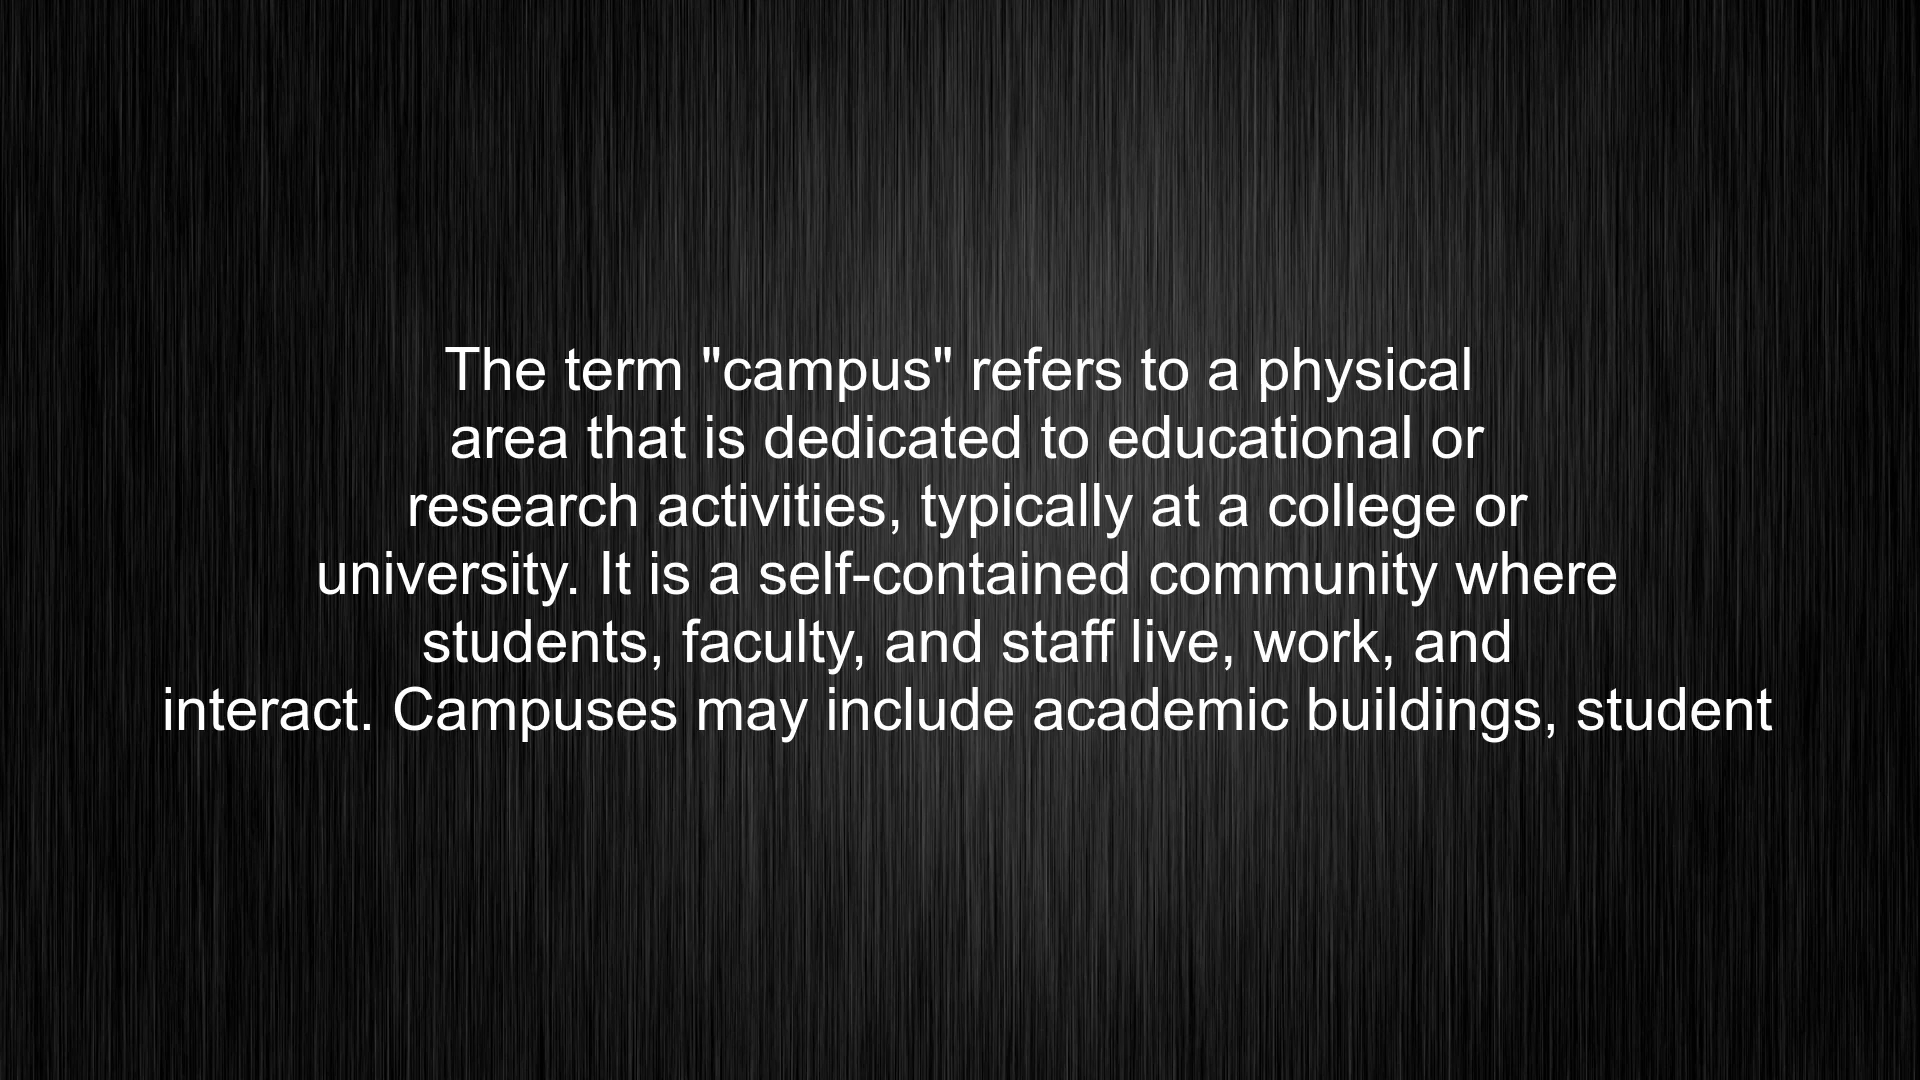 The term "campus" refers to a physical
area that is dedicated to educational or
research activities, typically at a college or
university. It is a self-contained community where
students, faculty, and staff live, work, and
interact. Campuses may include academic buildings, student